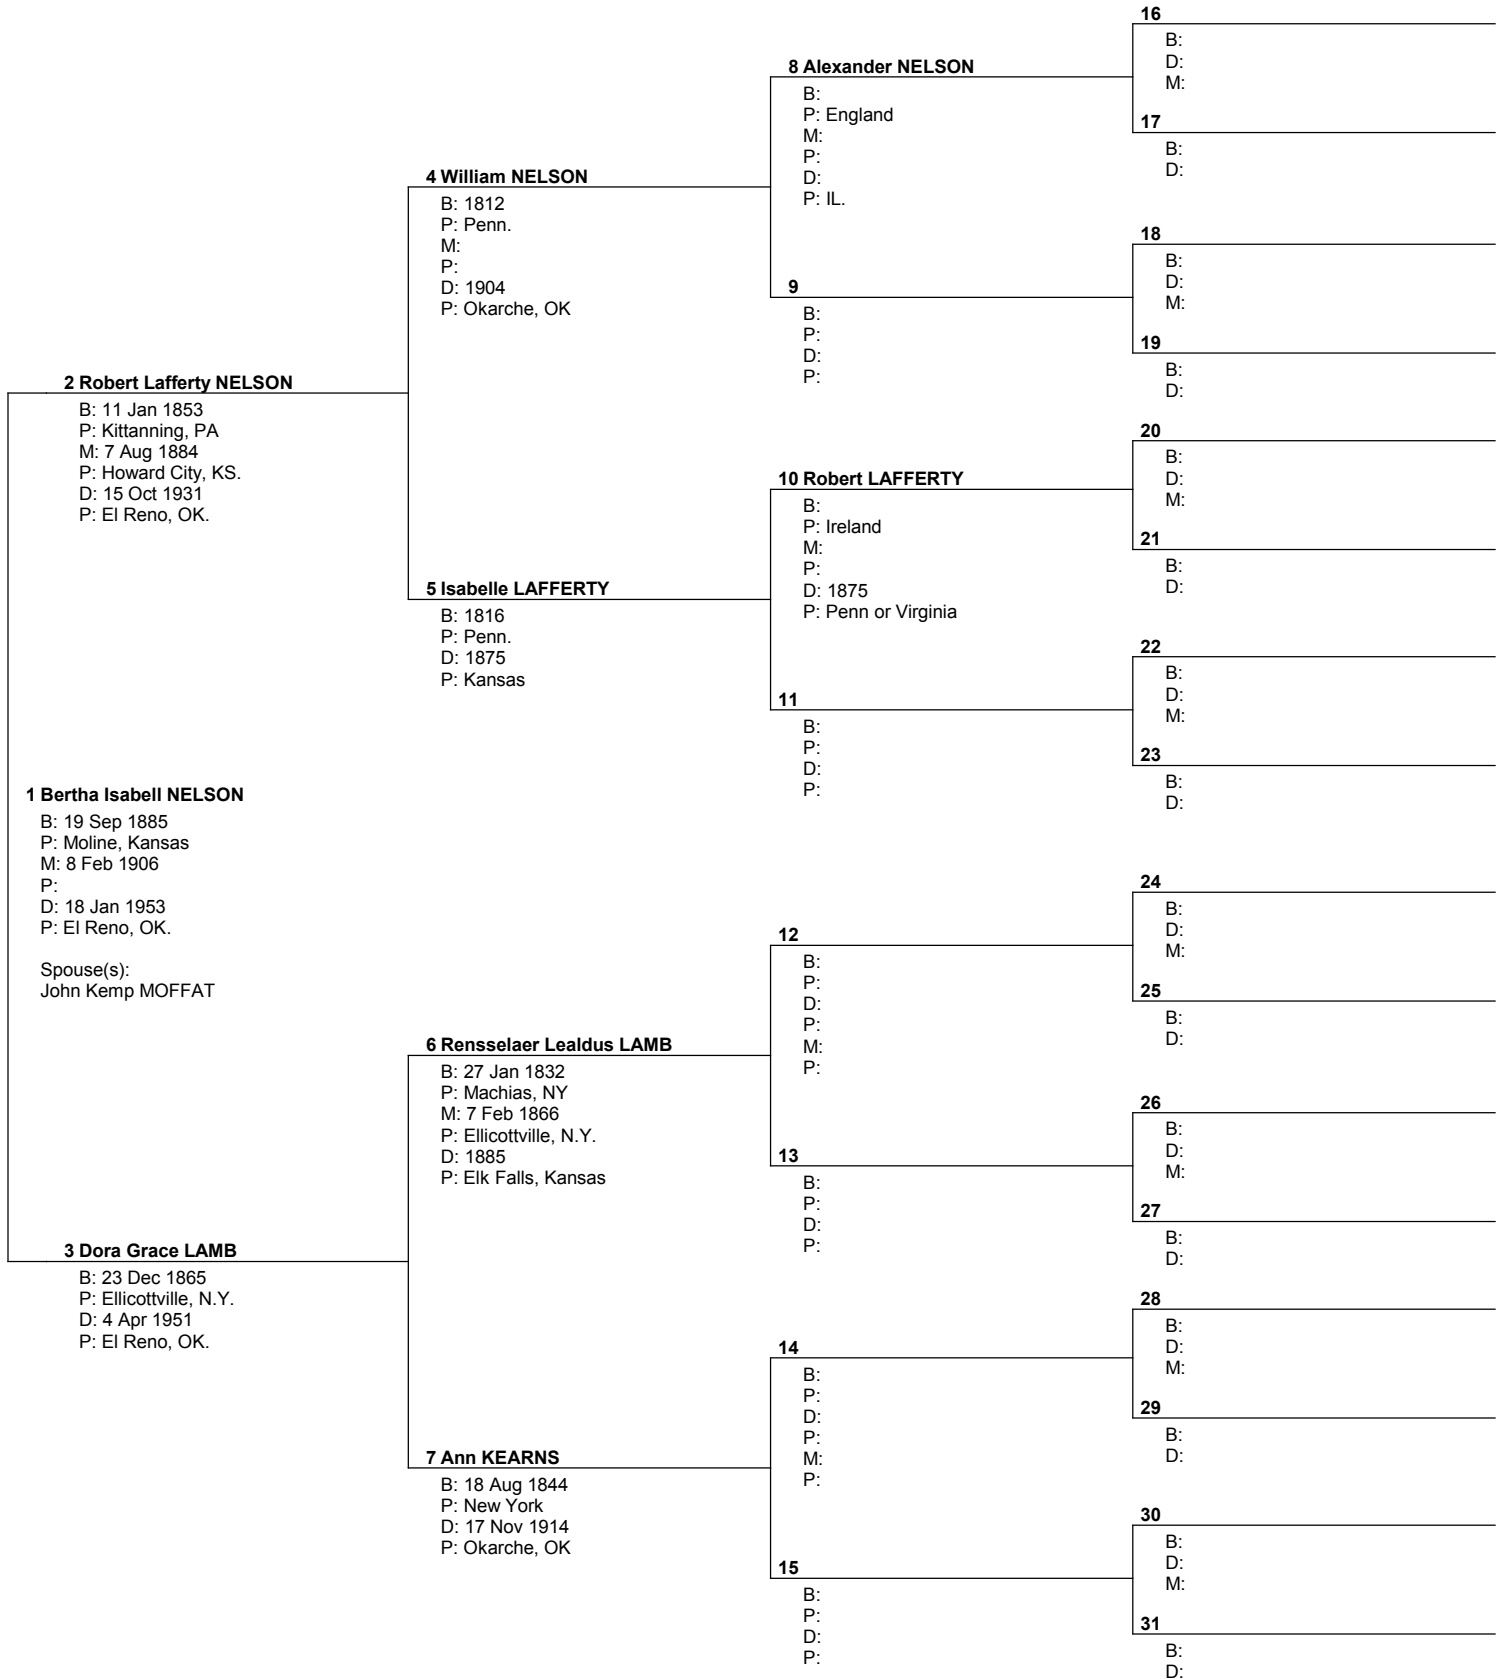 1 Bertha Isabell NELSON
B: 19 Sep 1885
P: Moline, Kansas
M: 8 Feb 1906
P:
D: 18 Jan 1953
P: El Reno, OK.
Spouse(s):
John Kemp MOFFAT
2 Robert Lafferty NELSON
B: 11 Jan 1853
P: Kittanning, PA
M: 7 Aug 1884
P: Howard City, KS.
D: 15 Oct 1931
P: El Reno, OK.
3 Dora Grace LAMB
B: 23 Dec 1865
P: Ellicottville, N.Y.
D: 4 Apr 1951
P: El Reno, OK.
4 William NELSON
B: 1812
P: Penn.
M:
P:
D: 1904
P: Okarche, OK
5 Isabelle LAFFERTY
B: 1816
P: Penn.
D: 1875
P: Kansas
6 Rensselaer Lealdus LAMB
B: 27 Jan 1832
P: Machias, NY
M: 7 Feb 1866
P: Ellicottville, N.Y.
D: 1885
P: Elk Falls, Kansas
7 Ann KEARNS
B: 18 Aug 1844
P: New York
D: 17 Nov 1914
P: Okarche, OK
8 Alexander NELSON
B:
P: England
M:
P:
D:
P: IL.
9
B:
P:
D:
P:
10 Robert LAFFERTY
B:
P: Ireland
M:
P:
D: 1875
P: Penn or Virginia
11
B:
P:
D:
P:
12
B:
P:
D:
P:
M:
P:
13
B:
P:
D:
P:
14
B:
P:
D:
P:
M:
P:
15
B:
P:
D:
P:
16
B:
D:
M:
17
B:
D:
18
B:
D:
M:
19
B:
D:
20
B:
D:
M:
21
B:
D:
22
B:
D:
M:
23
B:
D:
24
B:
D:
M:
25
B:
D:
26
B:
D:
M:
27
B:
D:
28
B:
D:
M:
29
B:
D:
30
B:
D:
M:
31
B:
D: